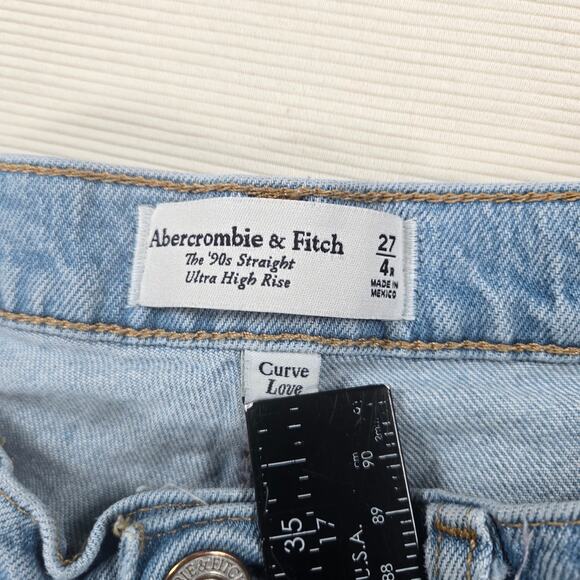 Abercrombie & Fitch
The '90s Straight
Ultra High Rise
27
4R
MADE IN
MEXICO
Curve
Love
cm
90
89
88
35
17
U.S.A.